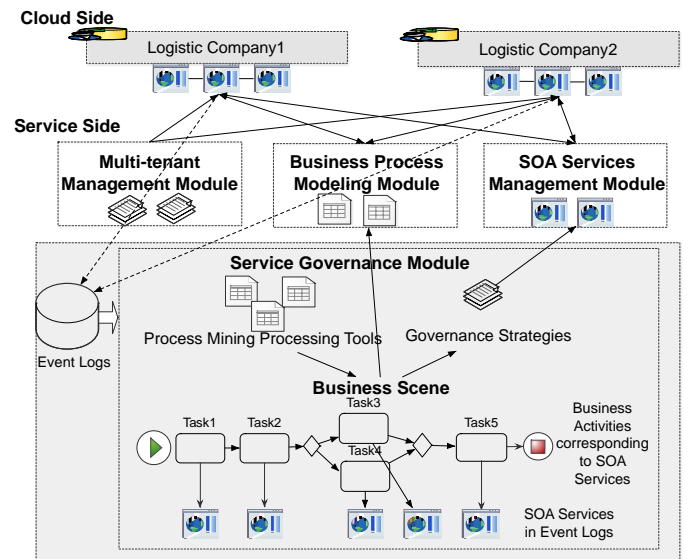 Cloud Side
Logistic Company1
Logistic Company2
Service Side
Multi-tenant
Management Module
Business Process
Modeling Module
SOA Services
Management Module
Service Governance Module
Process Mining Processing Tools
Governance Strategies
Event Logs
Business Scene
Task1
Task2
Task3
Task4
Task5
Business
Activities
corresponding
to SOA
Services
SOA Services
in Event Logs